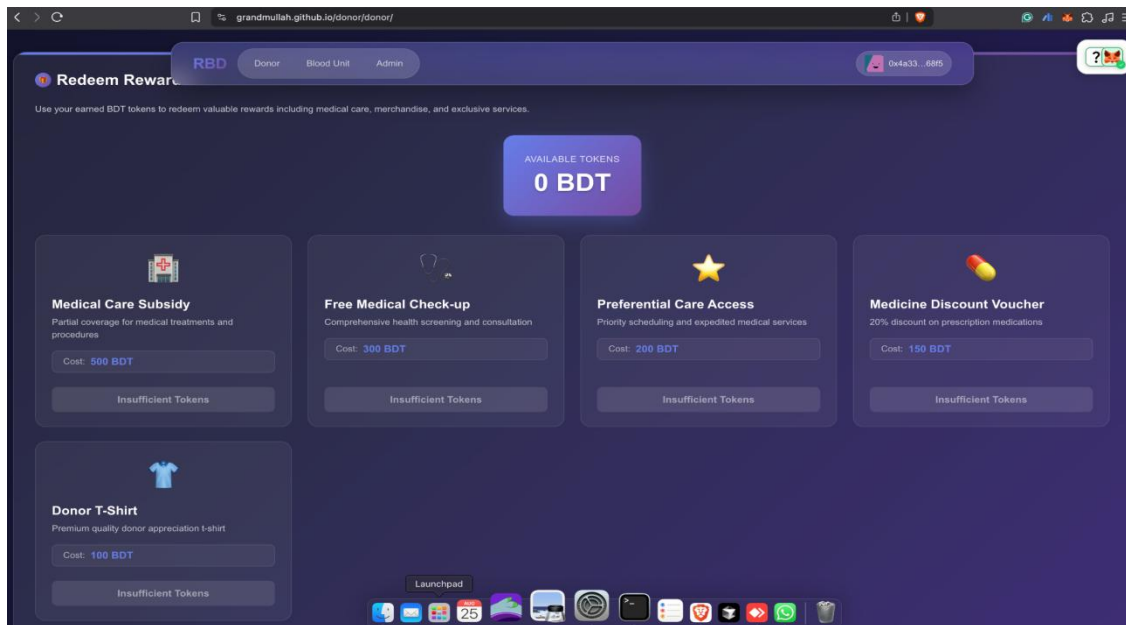 grandmullah.github.io/donor/donor/
RBD Donor Blood Unit Admin 0x4a33...68f5
?
Redeem Rewar
Use your earned BDT tokens to redeem valuable rewards including medical care, merchandise, and exclusive services.
AVAILABLE TOKENS
0 BDT
Medical Care Subsidy
Partial coverage for medical treatments and
procedures
Cost: 500 BDT
Insufficient Tokens
Free Medical Check-up
Comprehensive health screening and consultation
Cost: 300 BDT
Insufficient Tokens
Preferential Care Access
Priority scheduling and expedited medical services
Cost: 200 BDT
Insufficient Tokens
Medicine Discount Voucher
20% discount on prescription medications
Cost: 150 BDT
Insufficient Tokens
Donor T-Shirt
Premium quality donor appreciation t-shirt
Cost: 100 BDT
Insufficient Tokens
Launchpad
AUG
25